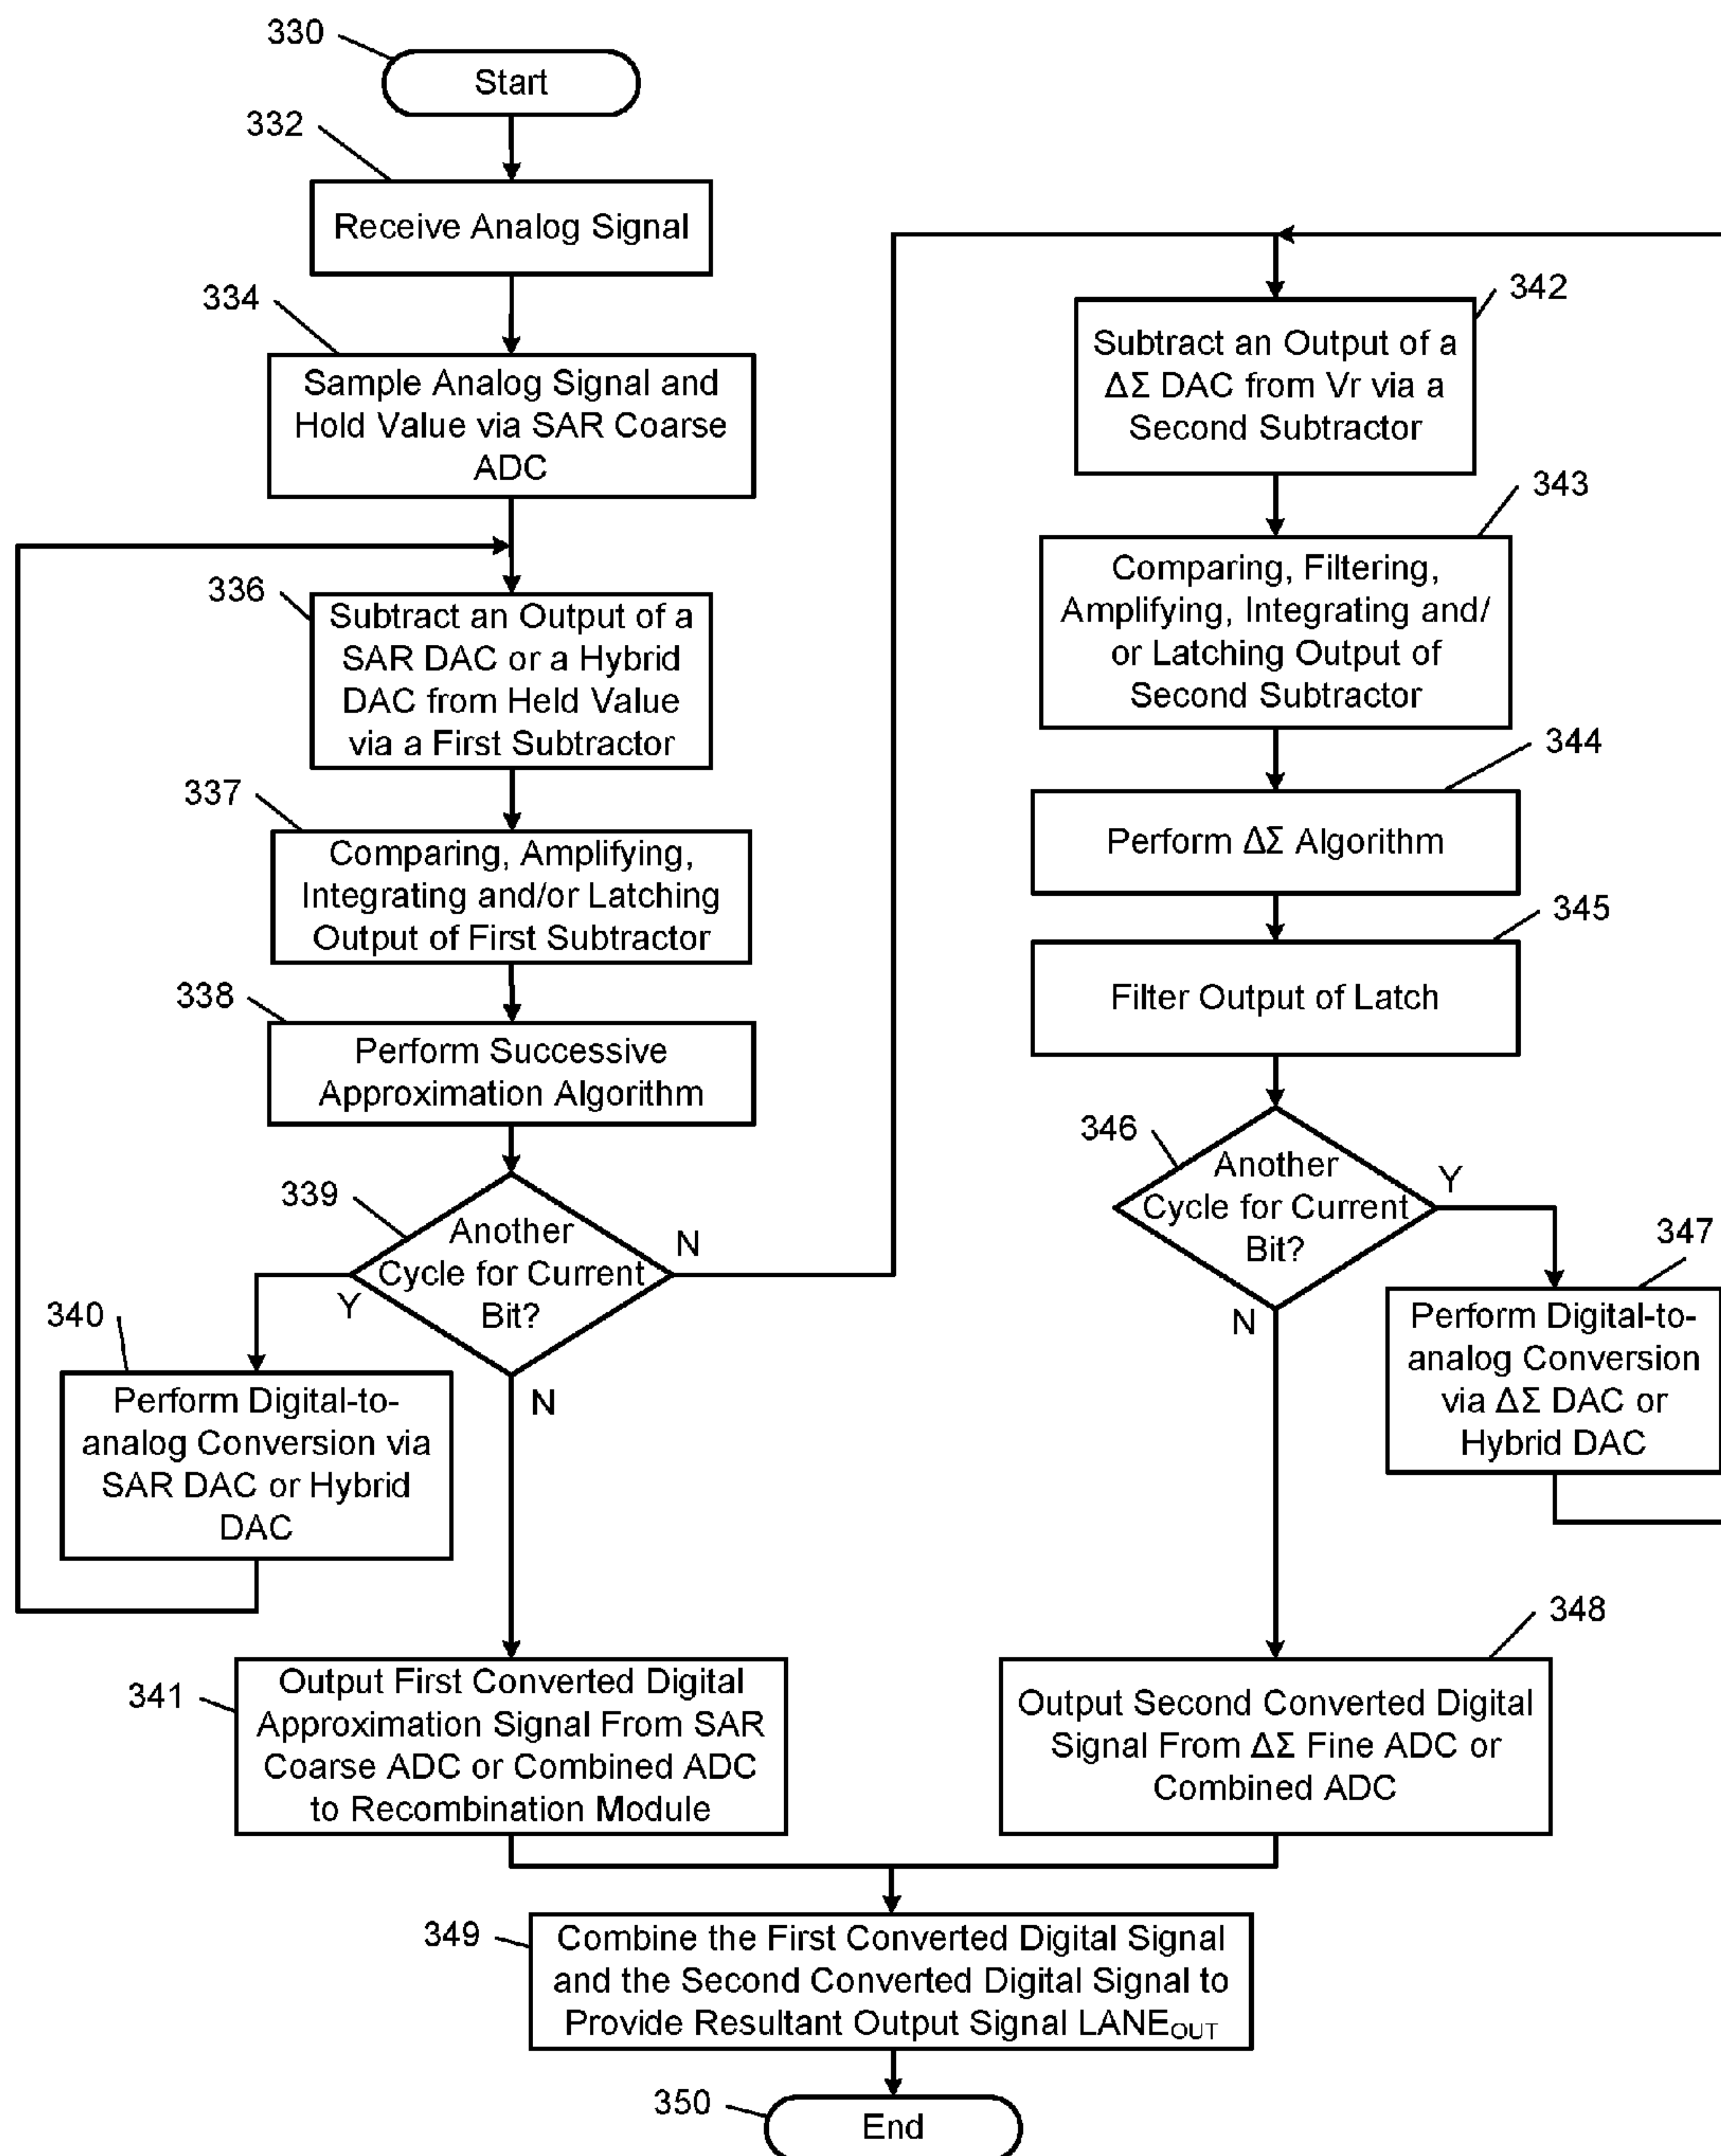 330
Start
332
Receive Analog Signal
334
Sample Analog Signal and
Hold Value via SAR Coarse
ADC
336
Subtract an Output of a
SAR DAC or a Hybrid
DAC from Held Value
via a First Subtractor
337
Comparing, Amplifying,
Integrating and/or Latching
Output of First Subtractor
338
Perform Successive
Approximation Algorithm
339
Another
Cycle for Current
Bit?
N
Y
N
340
Perform Digital-to-
analog Conversion via
SAR DAC or Hybrid
DAC
341
Output First Converted Digital
Approximation Signal From SAR
Coarse ADC or Combined ADC
to Recombination Module
342
Subtract an Output of a
ΔΣ DAC from Vr via a
Second Subtractor
343
Comparing, Filtering,
Amplifying, Integrating and/
or Latching Output of
Second Subtractor
344
Perform ΔΣ Algorithm
345
Filter Output of Latch
346
Another
Cycle for Current
Bit?
Y
N
347
Perform Digital-to-
analog Conversion
via ΔΣ DAC or
Hybrid DAC
348
Output Second Converted Digital
Signal From ΔΣ Fine ADC or
Combined ADC
349
Combine the First Converted Digital Signal
and the Second Converted Digital Signal to
Provide Resultant Output Signal LANEOUT
350
End